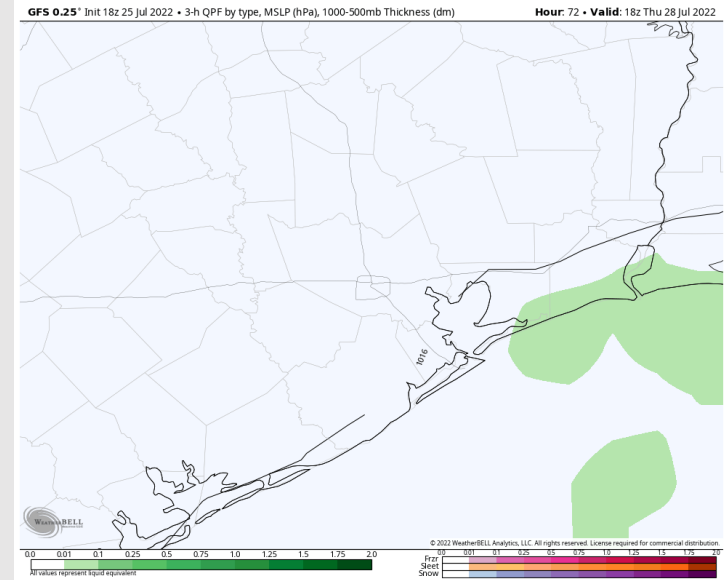 GFS 0.25° Init 18z 25 Jul 2022 • 3-h QPF by type, MSLP (hPa), 1000-500mb Thickness (dm)
Hour: 72 • Valid: 18z Thu 28 Jul 2022
1016
WeatherBELL
© 2022 WeatherBELL Analytics, LLC. All rights reserved. License required for commercial distribution.
0.0 0.01 0.1 0.25 0.5 0.75 1.0 1.25 1.5 1.75 2.0
All values represent liquid equivalent
0.0 0.01 0.1 0.25 0.5 0.75 1.0 1.25 1.5 1.75 2.0
Frzr
Sleet
Snow